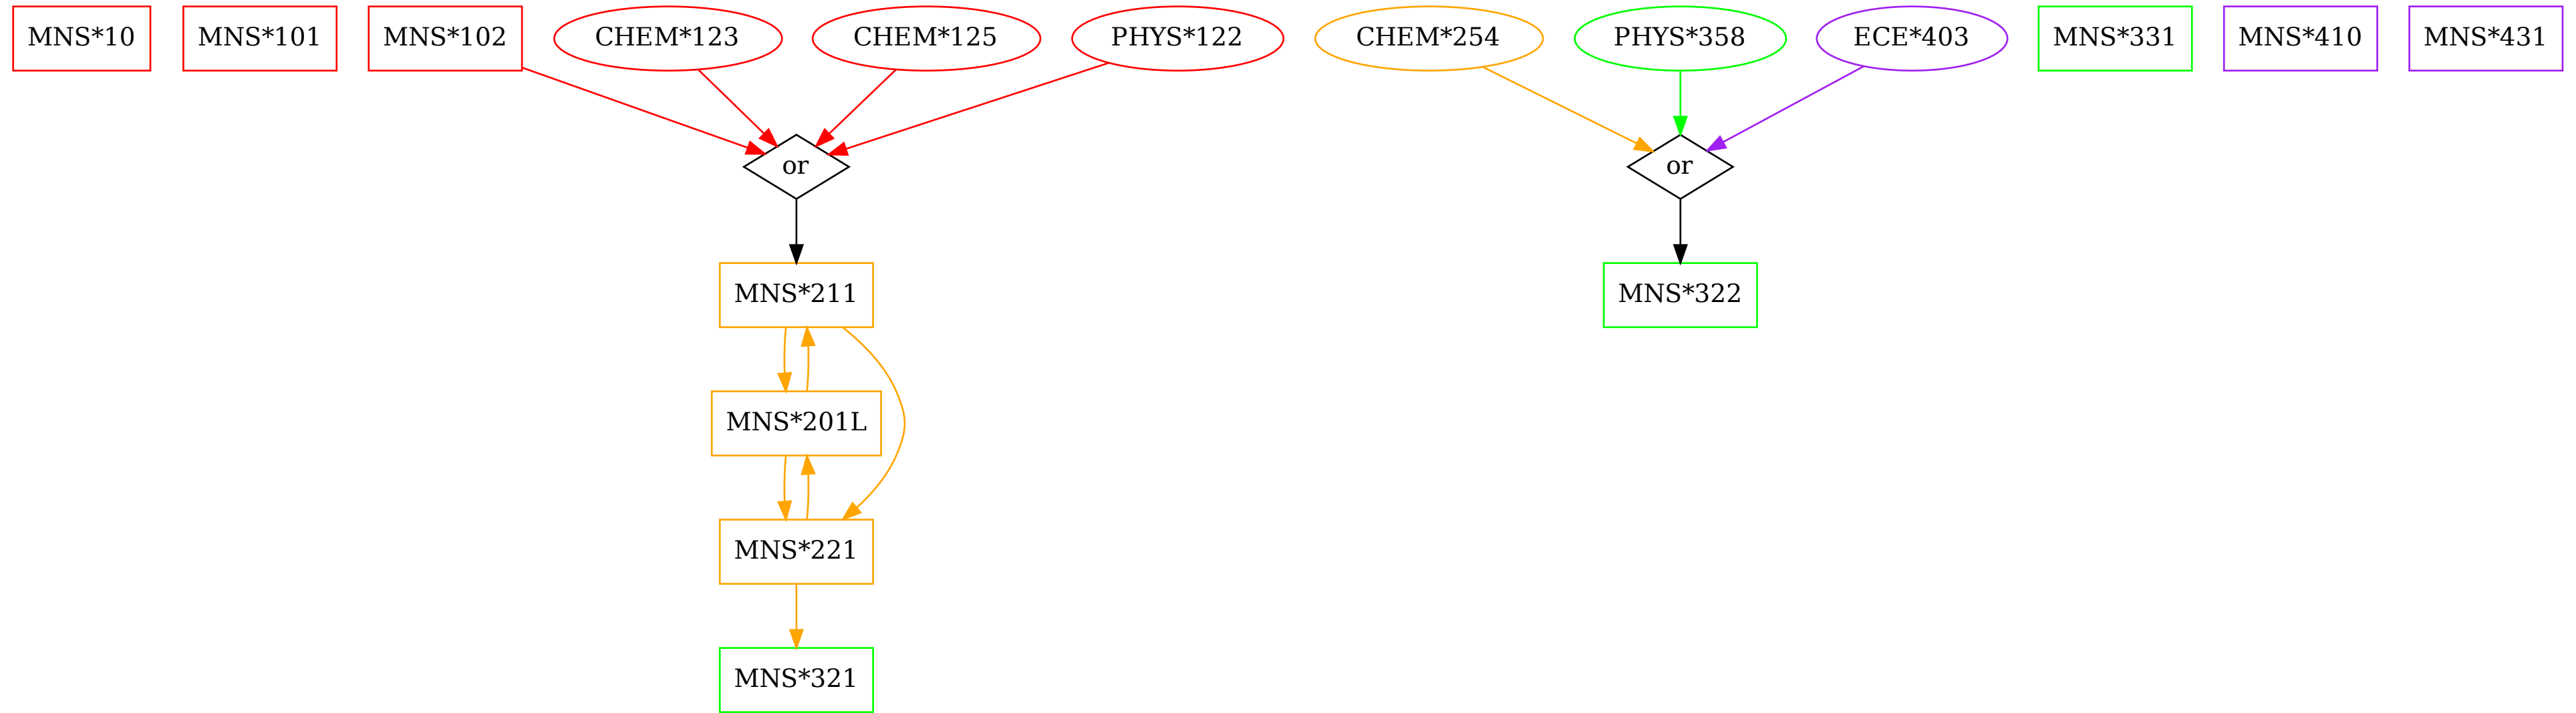 MNS*10
MNS*101
MNS*102
CHEM*123
CHEM*125
PHYS*122
CHEM*254
PHYS*358
ECE*403
MNS*331
MNS*410
MNS*431
or
or
MNS*211
MNS*322
MNS*201L
MNS*221
MNS*321